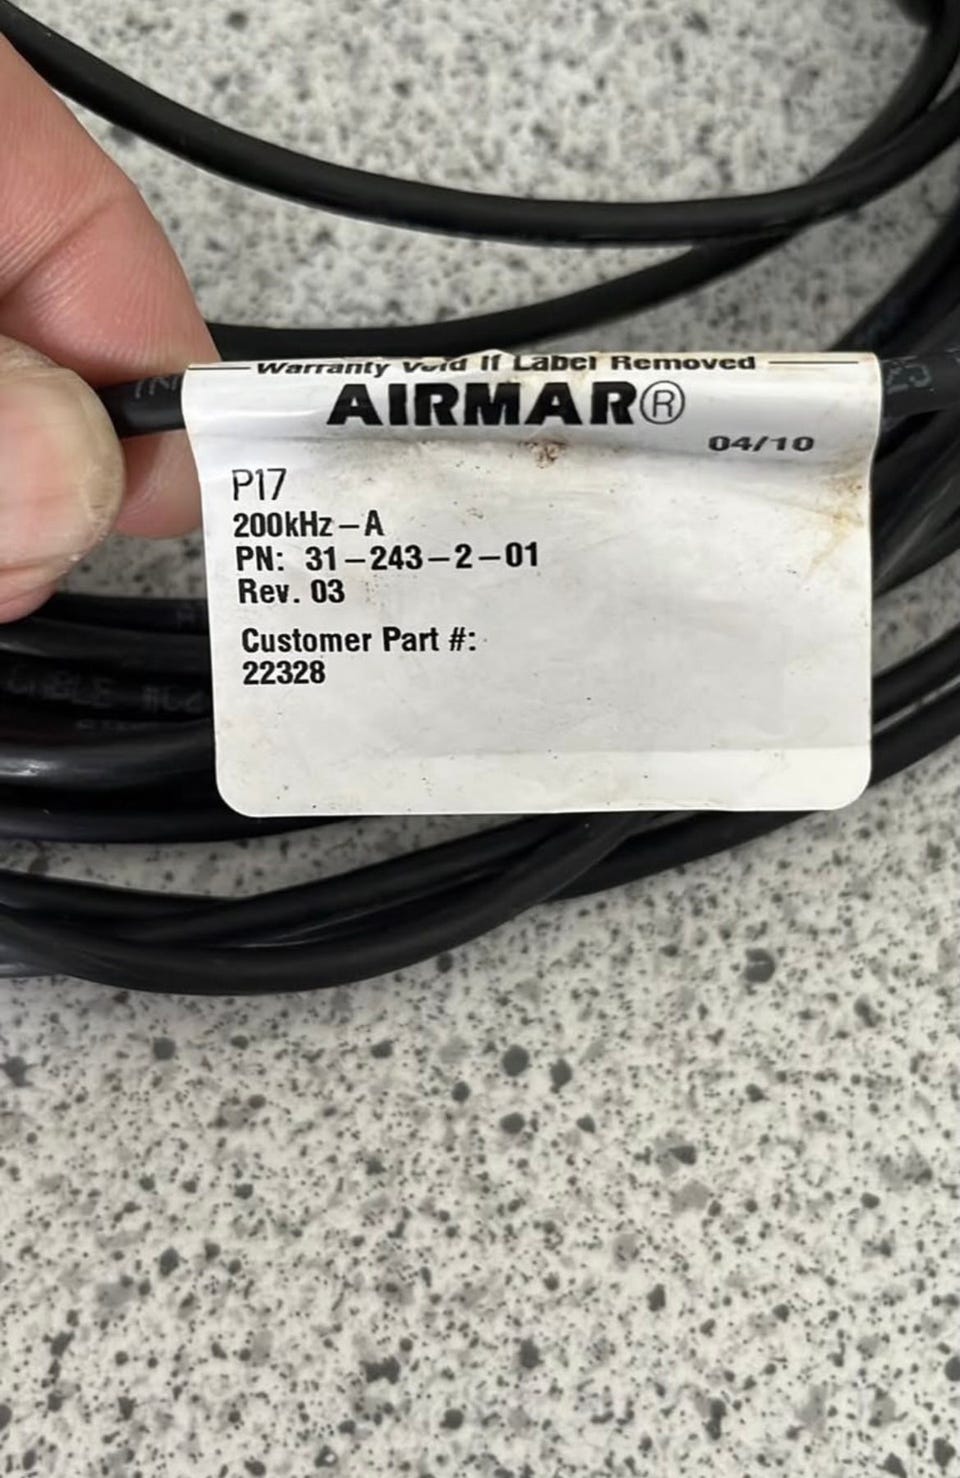 Warranty Void If Label Removed
AIRMAR®
04/10
P17
200kHz-A
PN: 31-243-2-01
Rev. 03
Customer Part #:
22328